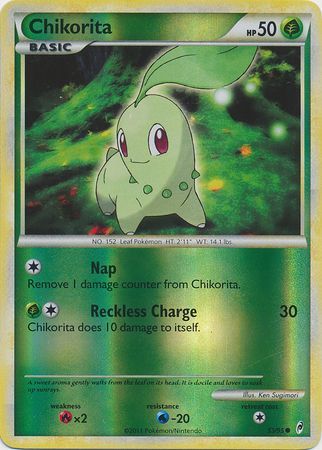 Chikorita HP 50
BASIC
NO. 152 Leaf Pokémon HT: 2'11" WT: 14.1 lbs.
Nap
Remove 1 damage counter from Chikorita.
Reckless Charge 30
Chikorita does 10 damage to itself.
A sweet aroma gently wafts from the leaf on its head. It is docile and loves to soak
up sunrays.
Illus. Ken Sugimori
weakness resistance retreat cost
×2 -20
©2011 Pokémon/Nintendo 53/95